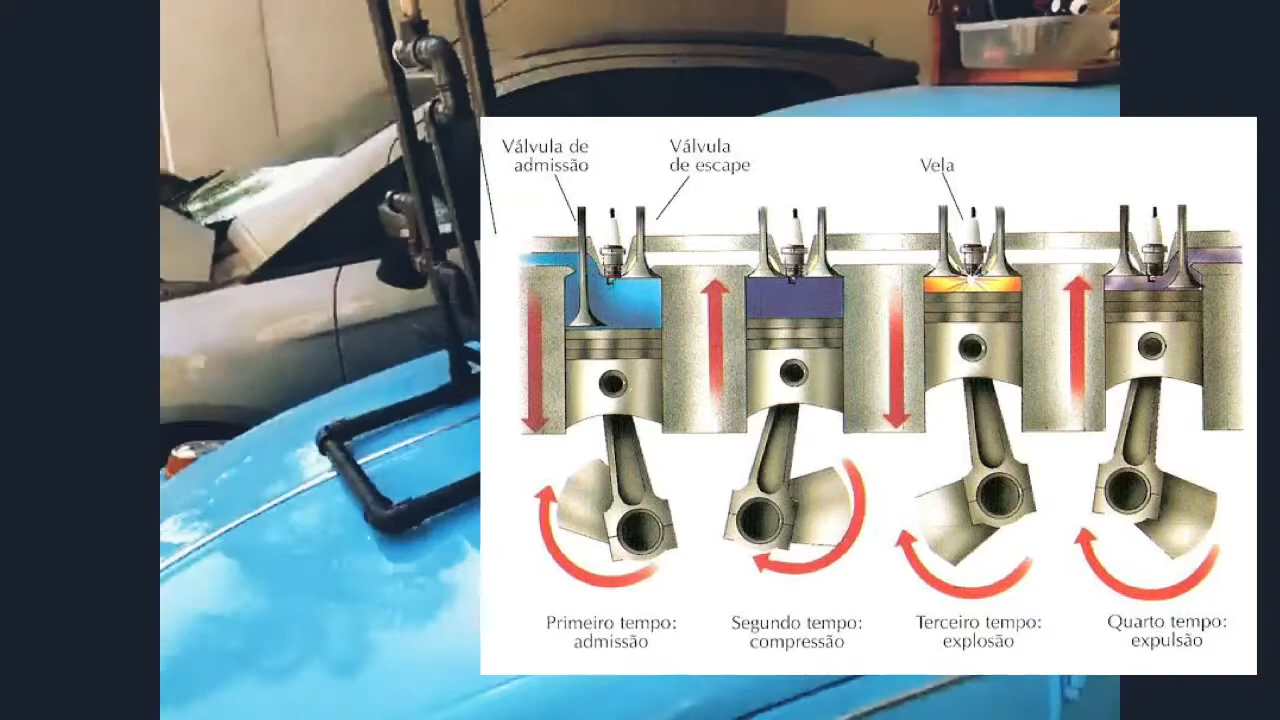 Válvula de
admissão
Válvula
de escape
Vela
Primeiro tempo:
admissão
Segundo tempo:
compressão
Terceiro tempo:
explosão
Quarto tempo:
expulsão